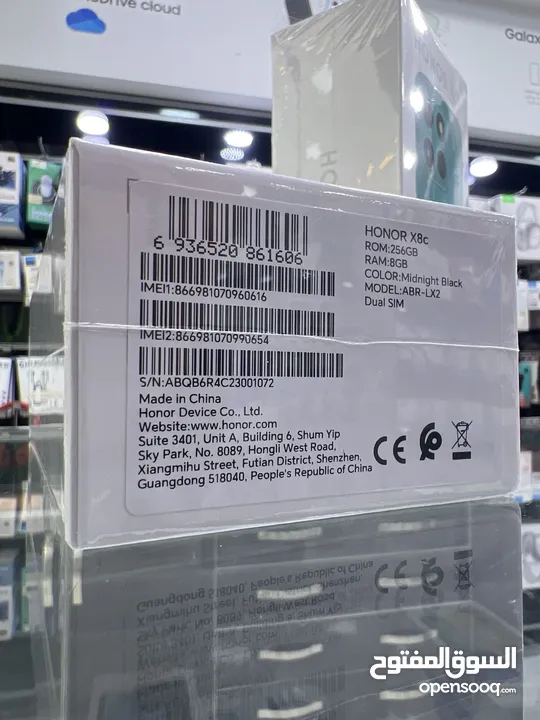 OneDrive cloud
Galax
HONOR
HONOR
6 936520 861606
IMEI1:866981070960616
IMEI2:866981070990654
S/N:ABQB6R4C23001072
Made in China
Honor Device Co., Ltd.
Website:www.honor.com
Suite 3401, Unit A, Building 6, Shum Yip
Sky Park, No. 8089, Hongli West Road,
Xiangmihu Street, Futian District, Shenzhen,
Guangdong 518040, People's Republic of China
HONOR X8c
ROM:256GB
RAM:8GB
COLOR:Midnight Black
MODEL:ABR-LX2
Dual SIM
CE
السوق المفتوح
opensooq.com